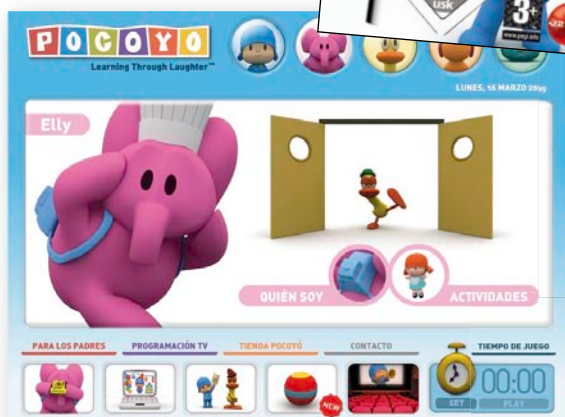 usk
3+
www.pegi.info
POCOYO
Learning Through Laughter™
LUNES, 16 MARZO 2009
Elly
QUIÉN SOY
ACTIVIDADES
PARA LOS PADRES
PROGRAMACIÓN TV
TIENDA POCOYÓ
CONTACTO
TIEMPO DE JUEGO
NEW
00:00
SET
PLAY